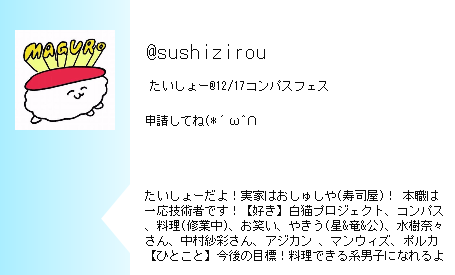 MAGURO
@sushizirou
たいしょー@12/17コンパスフェス
申請してね(*´ω`∩
たいしょーだよ！実家はおしゅしや(寿司屋)！ 本職は
一応技術者です！【好き】白猫プロジェクト、コンパス
、料理(修業中)、お笑い、やきう(星&竜&公)、水樹奈々
さん、中村紗彩さん、アジカン 、マンウィズ、ポルカ
【ひとこと】今後の目標！料理できる系男子になれるよ